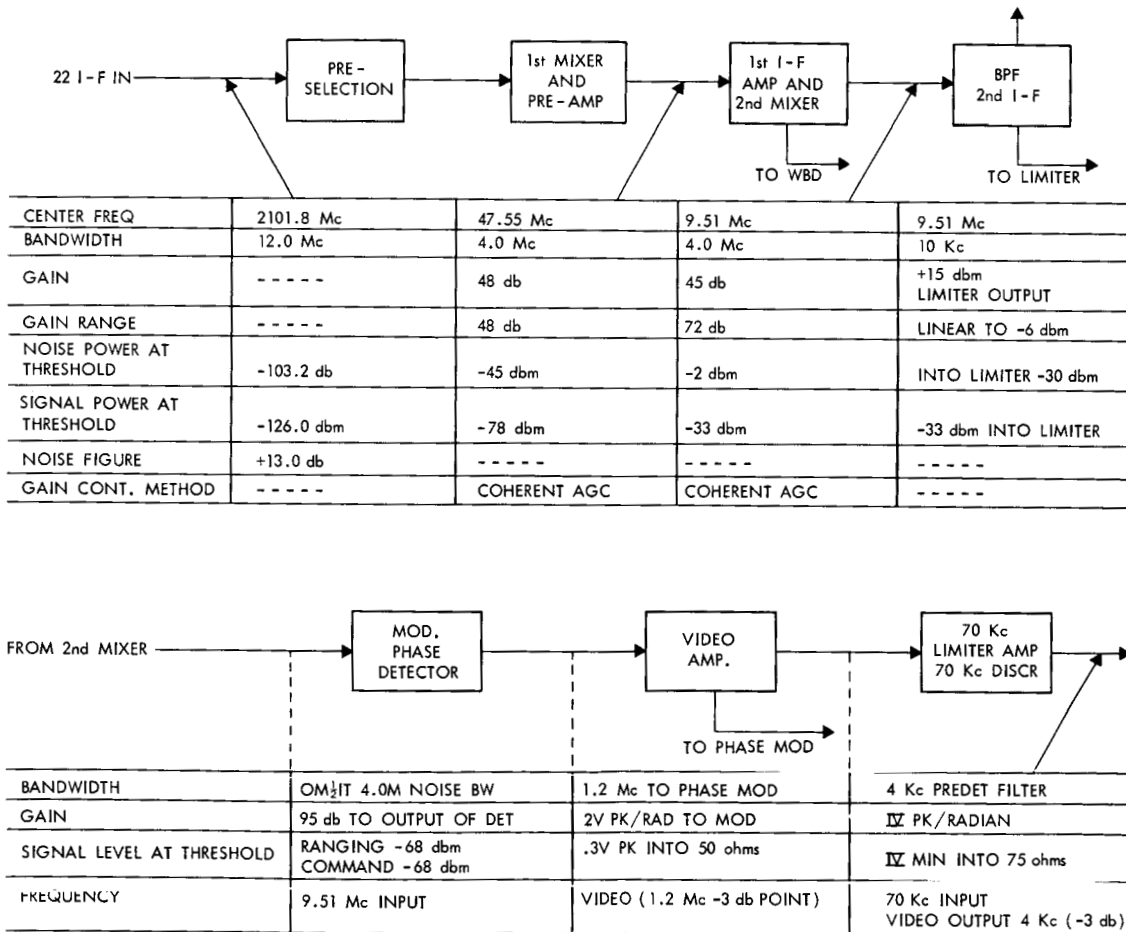 22 I-F IN
PRE-
SELECTION
1st MIXER
AND
PRE-AMP
1st I-F
AMP AND
2nd MIXER
BPF
2nd I-F
TO WBD
TO LIMITER
CENTER FREQ 2101.8 Mc 47.55 Mc 9.51 Mc 9.51 Mc
BANDWIDTH 12.0 Mc 4.0 Mc 4.0 Mc 10 Kc
GAIN ----- 48 db 45 db +15 dbm
LIMITER OUTPUT
GAIN RANGE ----- 48 db 72 db LINEAR TO -6 dbm
NOISE POWER AT
THRESHOLD -103.2 db -45 dbm -2 dbm INTO LIMITER -30 dbm
SIGNAL POWER AT
THRESHOLD -126.0 dbm -78 dbm -33 dbm -33 dbm INTO LIMITER
NOISE FIGURE +13.0 db ----- ----- -----
GAIN CONT. METHOD ----- COHERENT AGC COHERENT AGC -----
FROM 2nd MIXER
MOD.
PHASE
DETECTOR
VIDEO
AMP.
70 Kc
LIMITER AMP
70 Kc DISCR
TO PHASE MOD
BANDWIDTH OM½IT 4.0M NOISE BW 1.2 Mc TO PHASE MOD 4 Kc PREDET FILTER
GAIN 95 db TO OUTPUT OF DET 2V PK/RAD TO MOD IV PK/RADIAN
SIGNAL LEVEL AT THRESHOLD RANGING -68 dbm .3V PK INTO 50 ohms IV MIN INTO 75 ohms
COMMAND -68 dbm
FREQUENCY 9.51 Mc INPUT VIDEO (1.2 Mc -3 db POINT) 70 Kc INPUT
VIDEO OUTPUT 4 Kc (-3 db)